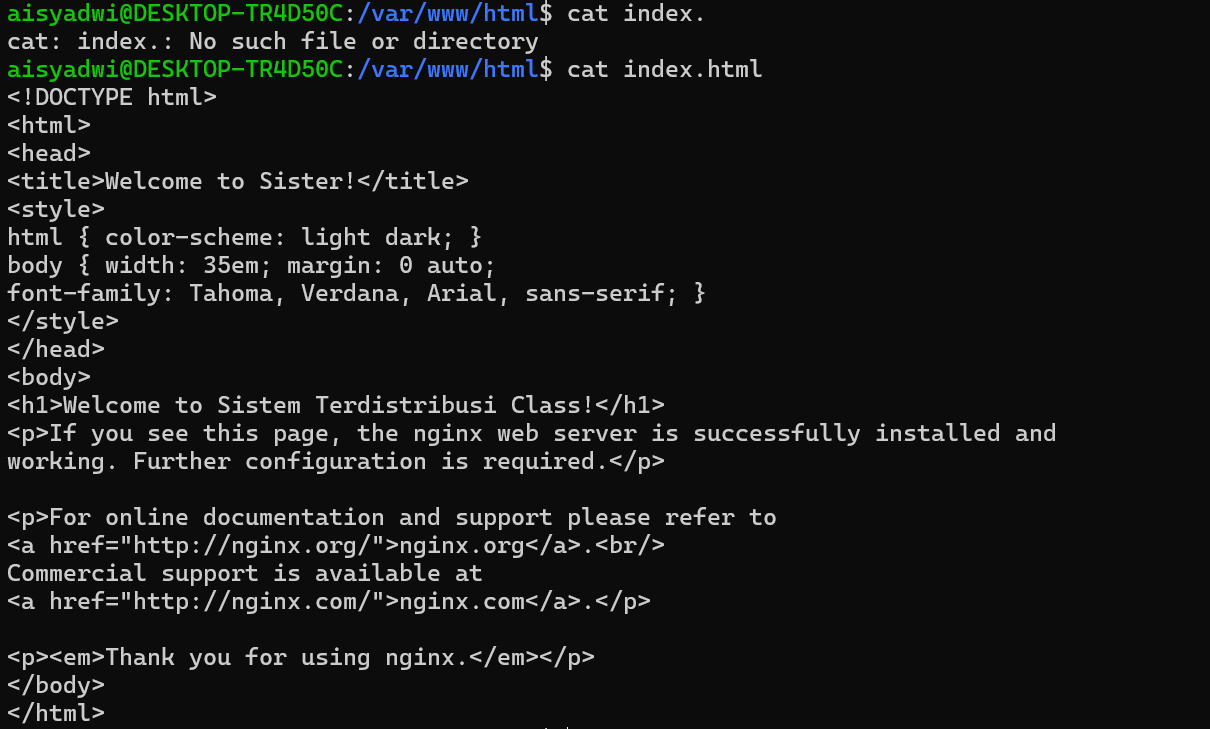 aisyadwi@DESKTOP-TR4D50C:/var/www/html$ cat index.
cat: index.: No such file or directory
aisyadwi@DESKTOP-TR4D50C:/var/www/html$ cat index.html
<!DOCTYPE html>
<html>
<head>
<title>Welcome to Sister!</title>
<style>
html { color-scheme: light dark; }
body { width: 35em; margin: 0 auto;
font-family: Tahoma, Verdana, Arial, sans-serif; }
</style>
</head>
<body>
<h1>Welcome to Sistem Terdistribusi Class!</h1>
<p>If you see this page, the nginx web server is successfully installed and
working. Further configuration is required.</p>

<p>For online documentation and support please refer to
<a href="http://nginx.org/">nginx.org</a>.<br/>
Commercial support is available at
<a href="http://nginx.com/">nginx.com</a>.</p>

<p><em>Thank you for using nginx.</em></p>
</body>
</html>